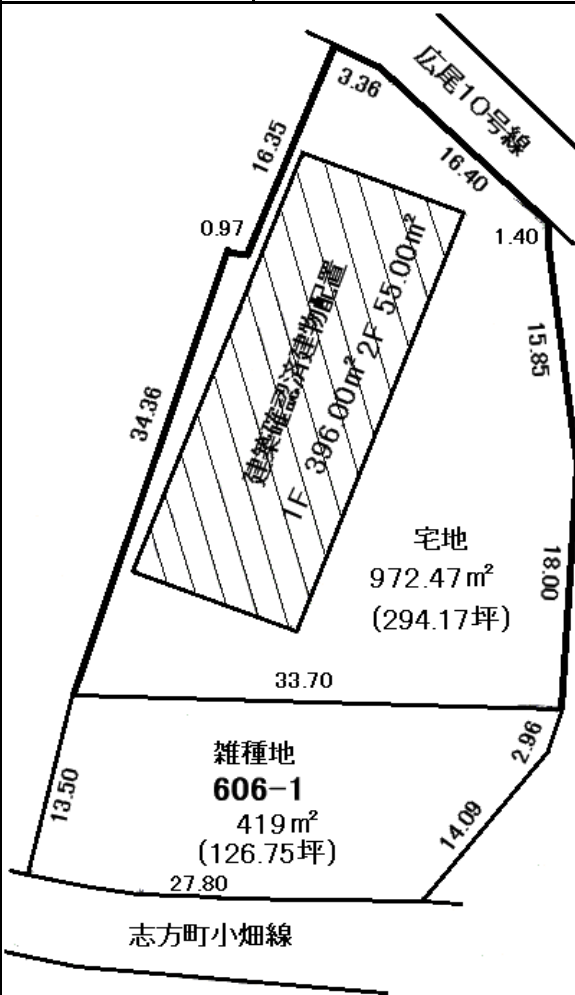 広尾10号線
3.36
16.40
16.35
0.97
1.40
15.85
34.36
建築確認済建物配置
1F 396.00㎡ 2F 55.00㎡
宅地
972.47㎡
(294.17坪)
18.00
33.70
2.96
雑種地
606-1
419㎡
(126.75坪)
13.50
14.09
27.80
志方町小畑線